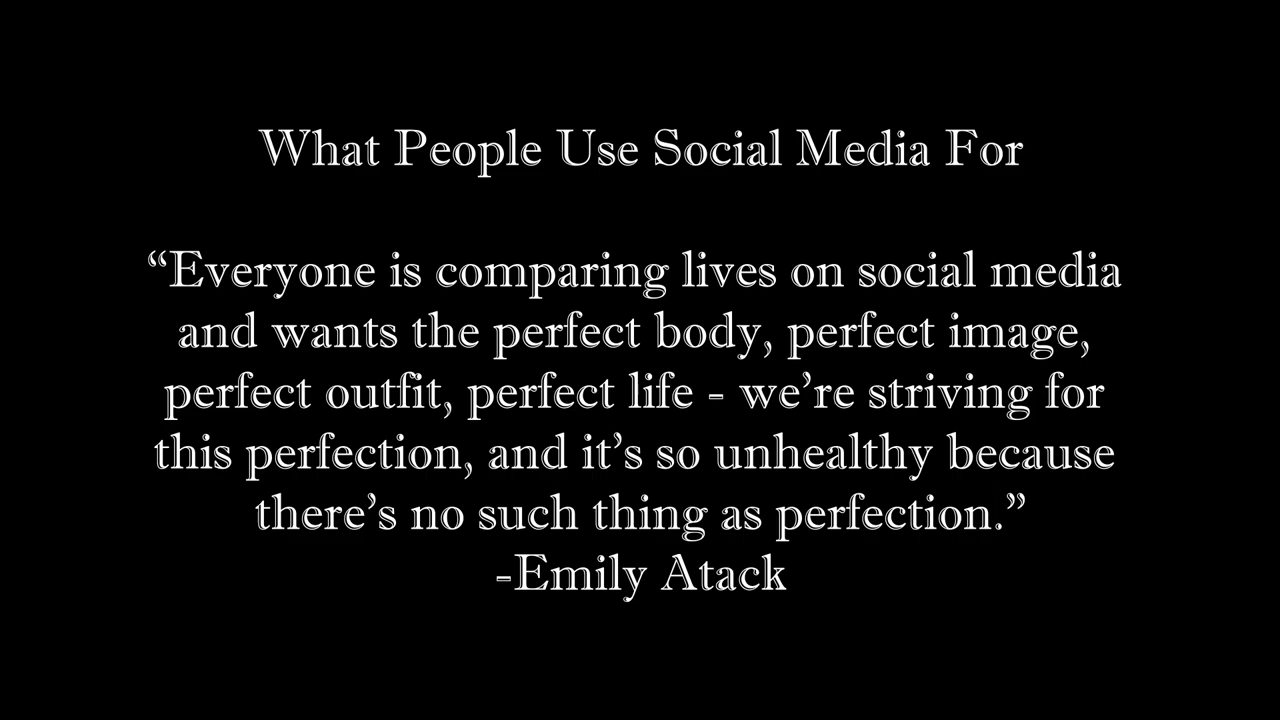 What People Use Social Media For
“Everyone is comparing lives on social media
and wants the perfect body, perfect image,
perfect outfit, perfect life - we’re striving for
this perfection, and it’s so unhealthy because
there’s no such thing as perfection.”
-Emily Atack